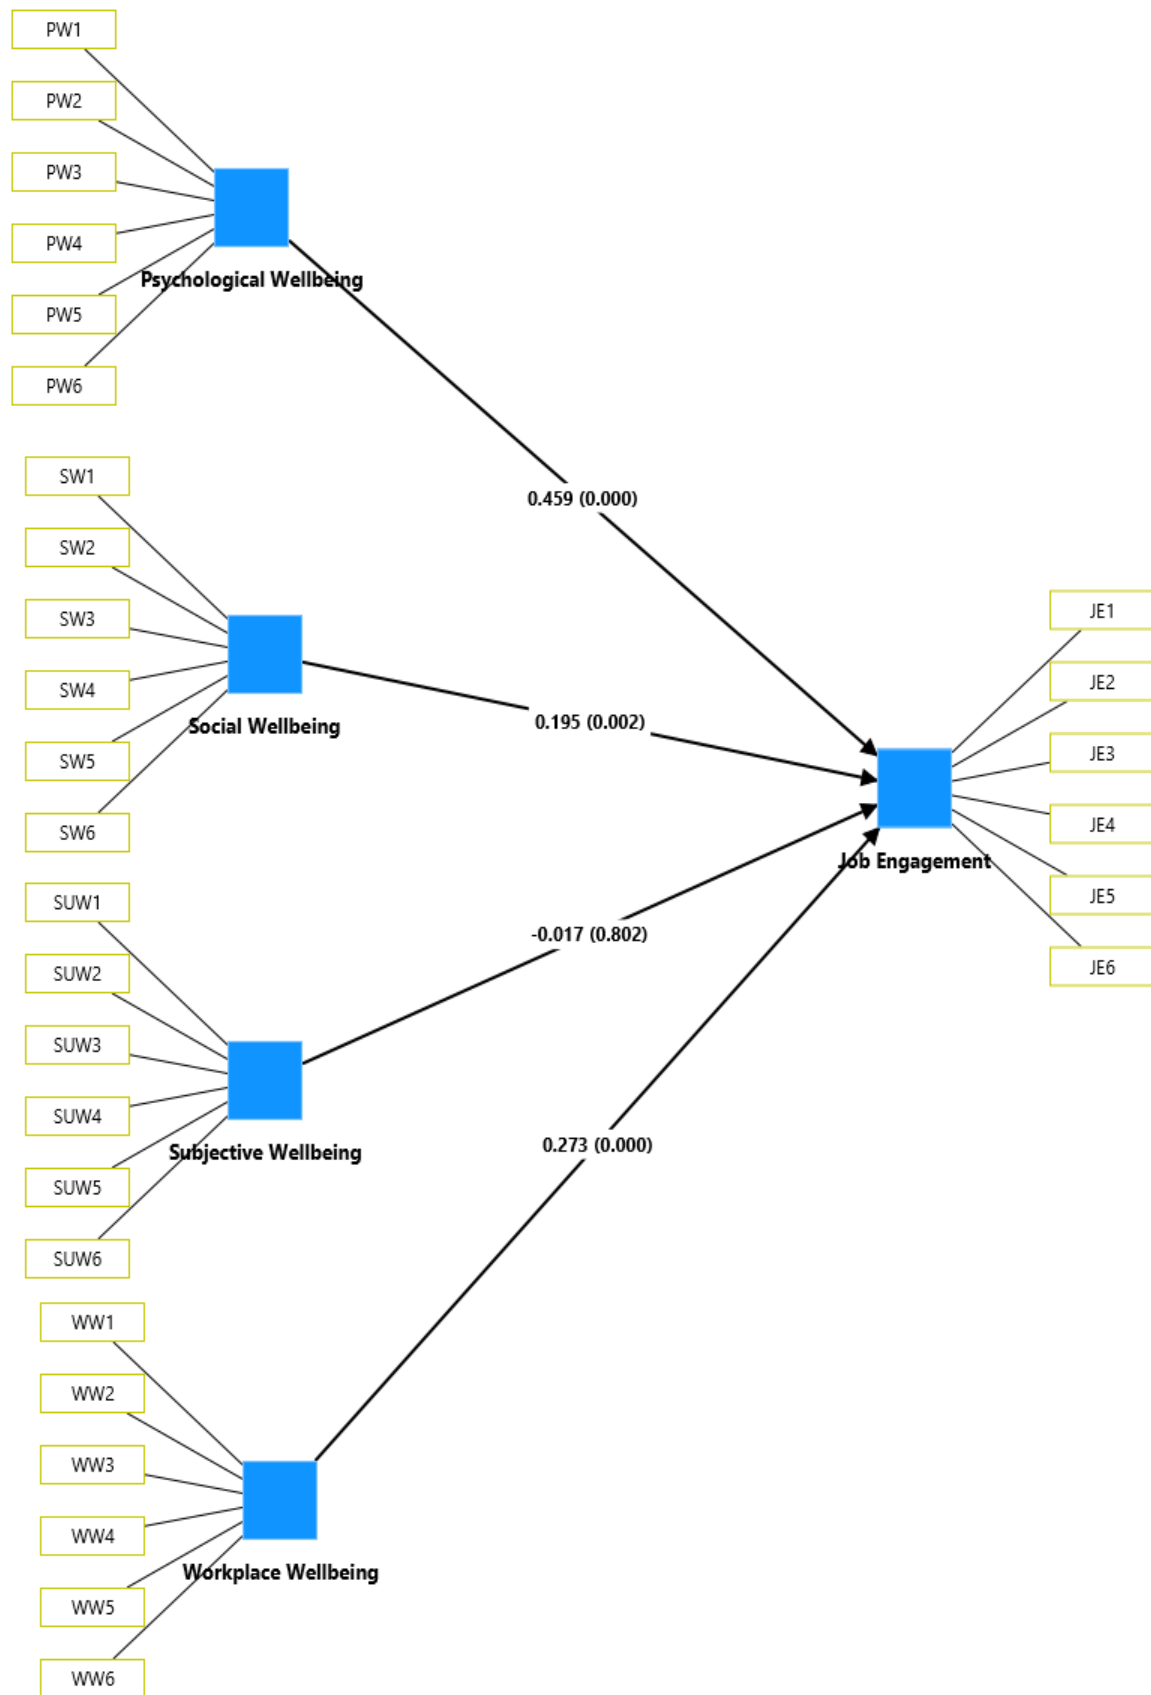 PW1
PW2
PW3
PW4
PW5
PW6
Psychological Wellbeing
0.459 (0.000)
SW1
SW2
SW3
SW4
SW5
SW6
Social Wellbeing
0.195 (0.002)
JE1
JE2
JE3
JE4
JE5
JE6
Job Engagement
SUW1
SUW2
SUW3
SUW4
SUW5
SUW6
Subjective Wellbeing
-0.017 (0.802)
0.273 (0.000)
WW1
WW2
WW3
WW4
WW5
WW6
Workplace Wellbeing